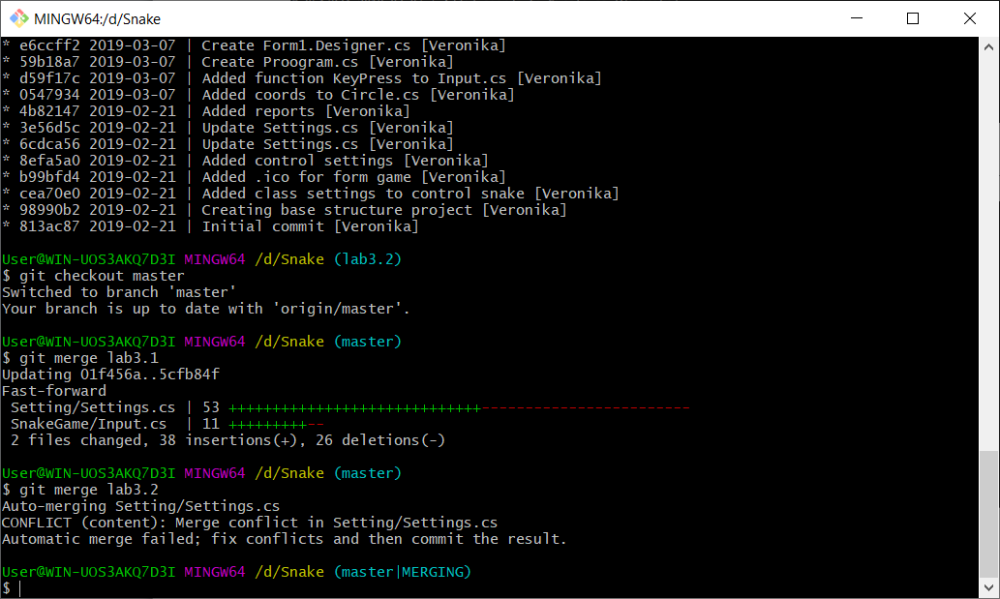 MINGW64:/d/Snake
* e6ccff2 2019-03-07 | Create Form1.Designer.cs [Veronika]
* 59b18a7 2019-03-07 | Create Proogram.cs [Veronika]
* d59f17c 2019-03-07 | Added function KeyPress to Input.cs [Veronika]
* 0547934 2019-03-07 | Added coords to Circle.cs [Veronika]
* 4b82147 2019-02-21 | Added reports [Veronika]
* 3e56d5c 2019-02-21 | Update Settings.cs [Veronika]
* 6cdca56 2019-02-21 | Update Settings.cs [Veronika]
* 8efa5a0 2019-02-21 | Added control settings [Veronika]
* b99bfd4 2019-02-21 | Added .ico for form game [Veronika]
* cea70e0 2019-02-21 | Added class settings to control snake [Veronika]
* 98990b2 2019-02-21 | Creating base structure project [Veronika]
* 813ac87 2019-02-21 | Initial commit [Veronika]
User@WIN-UOS3AKQ7D3I MINGW64 /d/Snake (lab3.2)
$ git checkout master
Switched to branch 'master'
Your branch is up to date with 'origin/master'.
User@WIN-UOS3AKQ7D3I MINGW64 /d/Snake (master)
$ git merge lab3.1
Updating 01f456a..5cfb84f
Fast-forward
 Setting/Settings.cs | 53 +++++++++++++++++++++++++++++------------------------
 SnakeGame/Input.cs  | 11 +++++++++--
 2 files changed, 38 insertions(+), 26 deletions(-)
User@WIN-UOS3AKQ7D3I MINGW64 /d/Snake (master)
$ git merge lab3.2
Auto-merging Setting/Settings.cs
CONFLICT (content): Merge conflict in Setting/Settings.cs
Automatic merge failed; fix conflicts and then commit the result.
User@WIN-UOS3AKQ7D3I MINGW64 /d/Snake (master|MERGING)
$